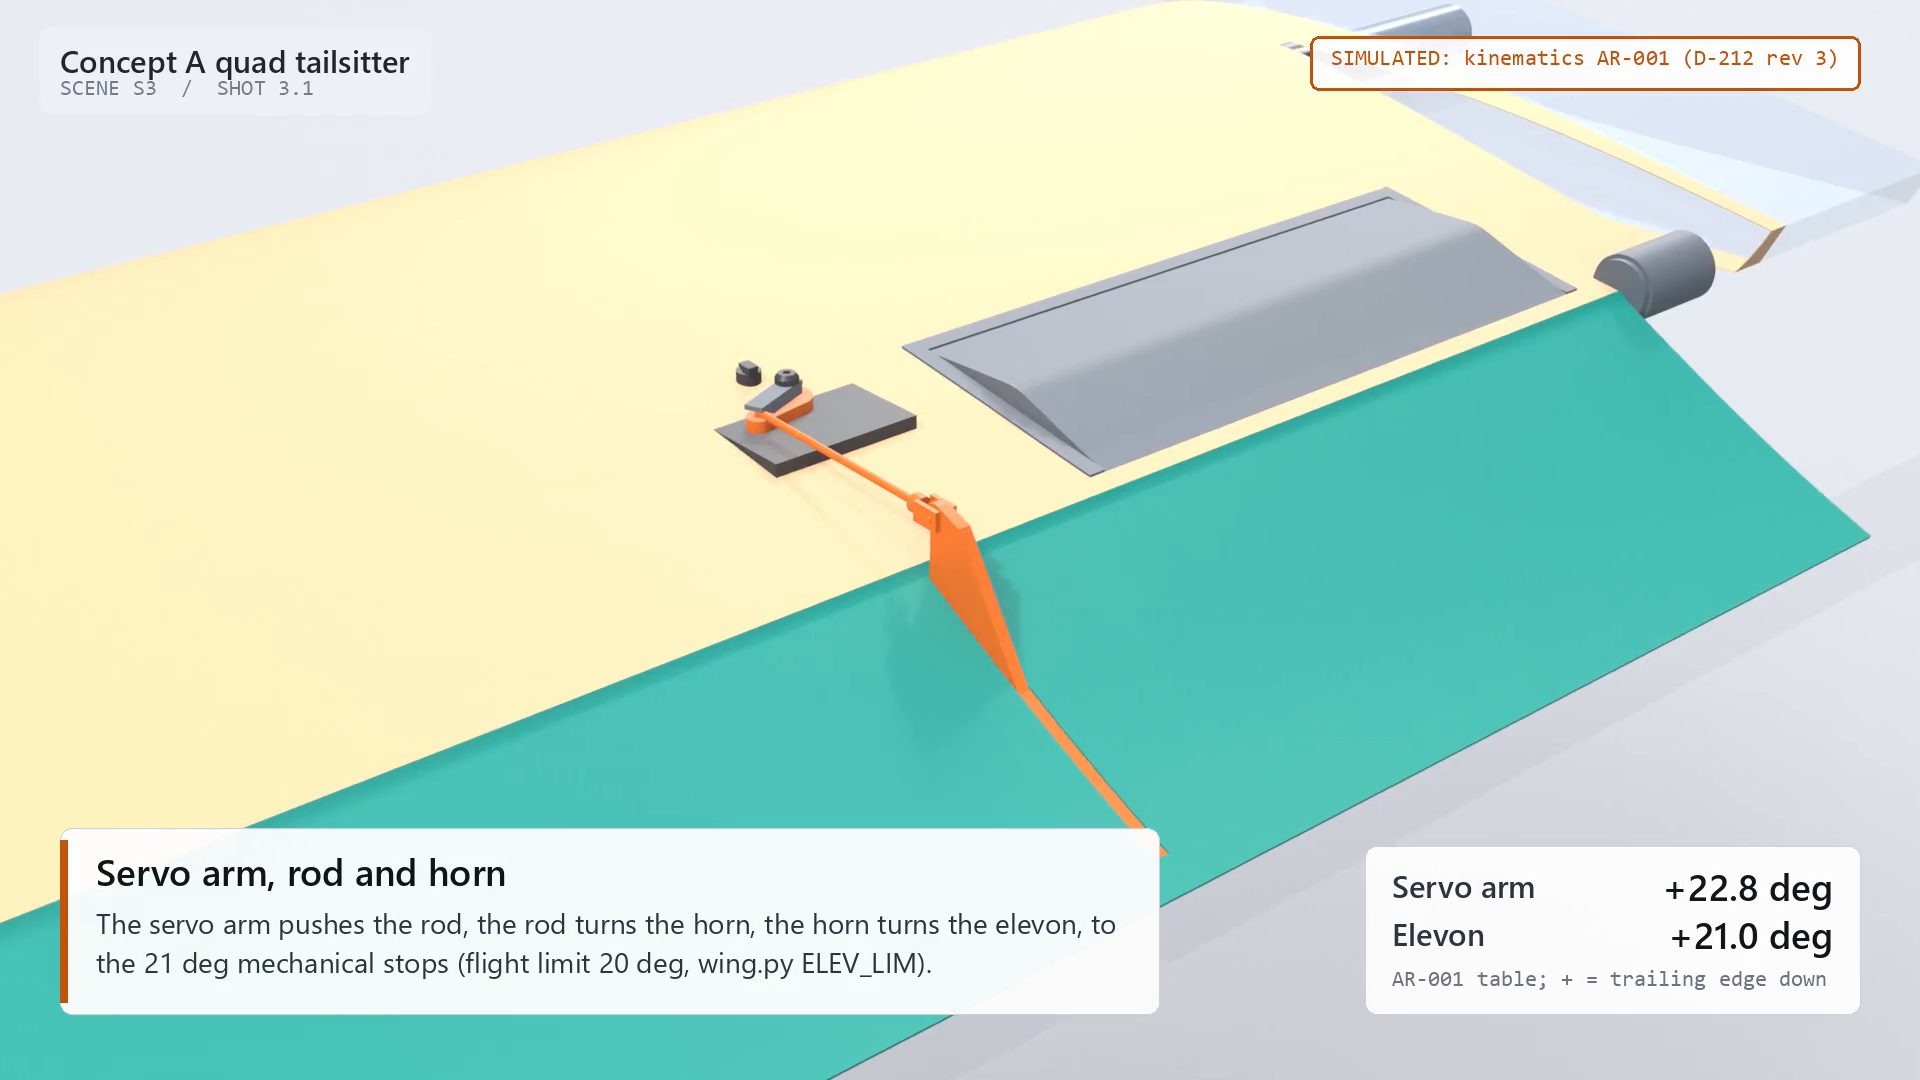 Concept A quad tailsitter
SCENE S3 / SHOT 3.1
SIMULATED: kinematics AR-001 (D-212 rev 3)
Servo arm, rod and horn
The servo arm pushes the rod, the rod turns the horn, the horn turns the elevon, to
the 21 deg mechanical stops (flight limit 20 deg, wing.py ELEV_LIM).
Servo arm +22.8 deg
Elevon +21.0 deg
AR-001 table; + = trailing edge down